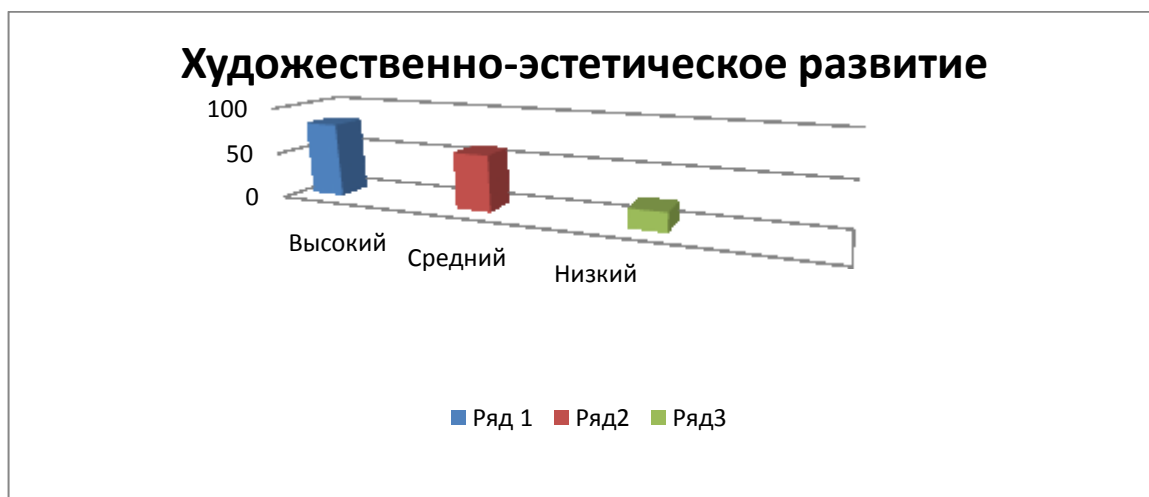 Художественно-эстетическое развитие
100
50
0
Высокий
Средний
Низкий
Ряд 1 Ряд2 Ряд3